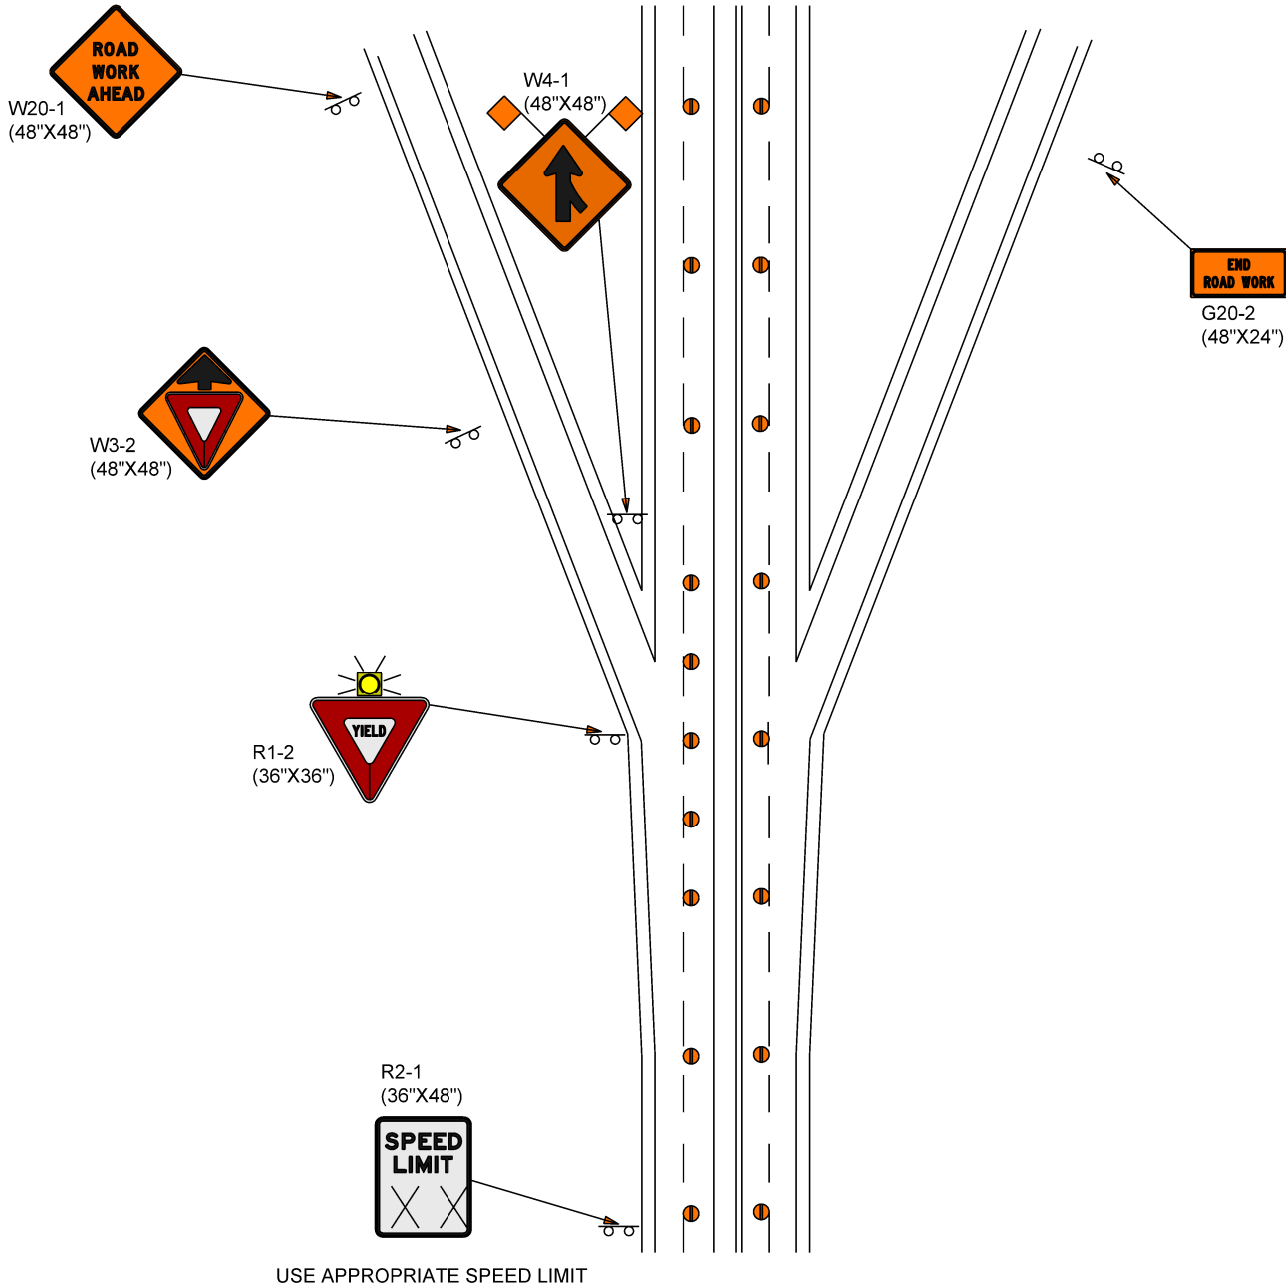 ROAD
WORK
AHEAD
W20-1
(48"X48")
W4-1
(48"X48")
END
ROAD WORK
G20-2
(48"X24")
W3-2
(48"X48")
YIELD
R1-2
(36"X36")
R2-1
(36"X48")
SPEED
LIMIT
XX
USE APPROPRIATE SPEED LIMIT